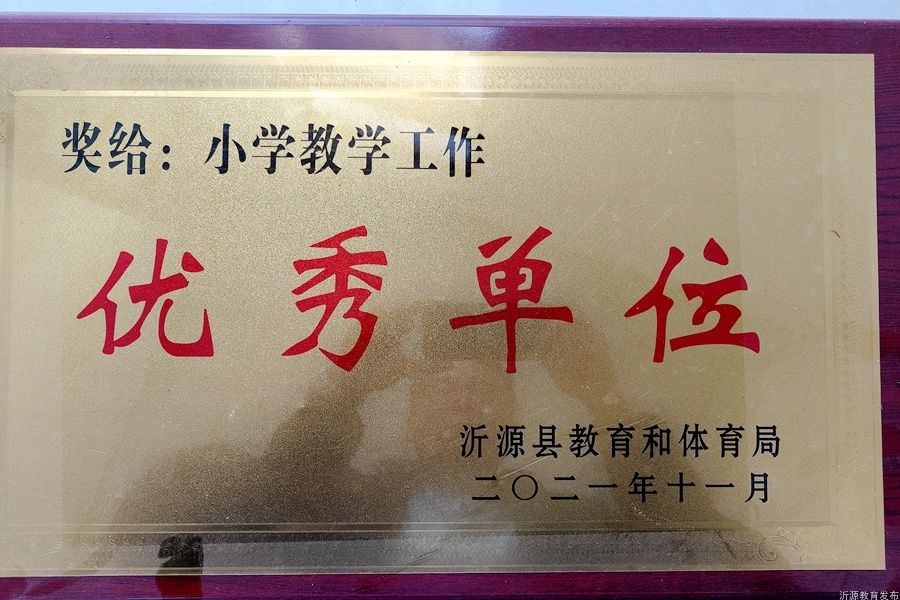 奖给：小学教学工作
优秀单位
沂源县教育和体育局
二〇二一年十一月
沂源教育发布